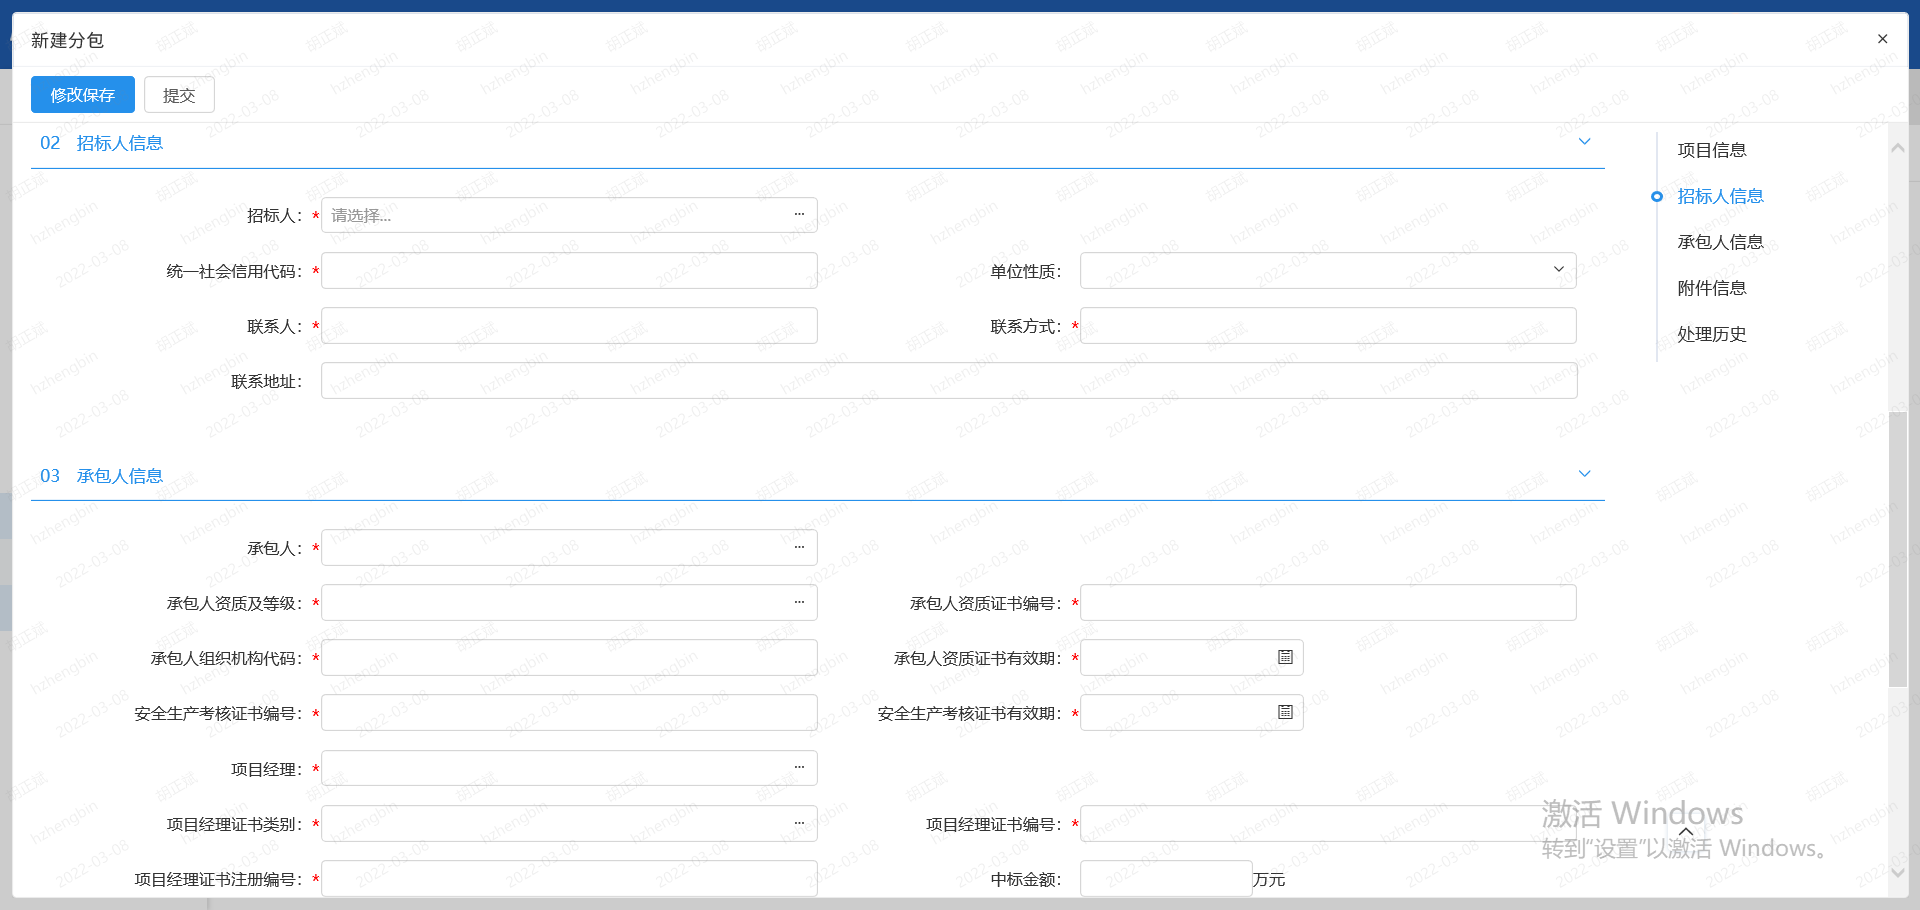 新建分包
×
修改保存 提交
02 招标人信息
招标人：* 请选择... ...
统一社会信用代码：* 单位性质：
联系人：* 联系方式：*
联系地址：
03 承包人信息
承包人：* ...
承包人资质及等级：* ... 承包人资质证书编号：*
承包人组织机构代码：* 承包人资质证书有效期：*
安全生产考核证书编号：* 安全生产考核证书有效期：*
项目经理：* ...
项目经理证书类别：* ... 项目经理证书编号：*
项目经理证书注册编号：* 中标金额： 万元
项目信息
招标人信息
承包人信息
附件信息
处理历史
激活 Windows
转到“设置”以激活 Windows。
胡正斌
hzhengbin
2022-03-08